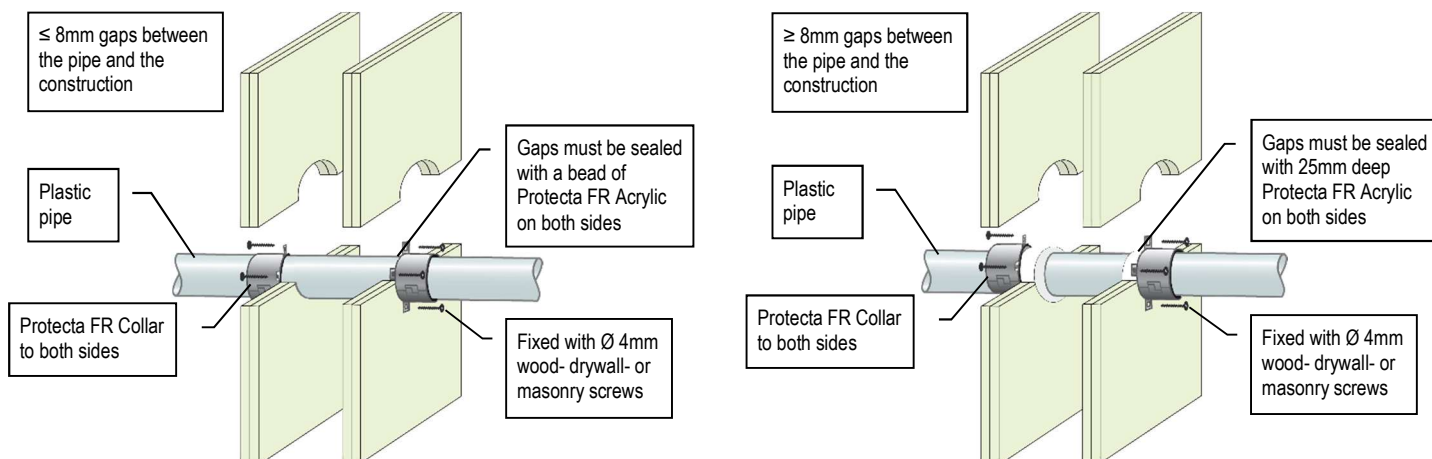 ≤ 8mm gaps between
the pipe and the
construction
Gaps must be sealed
with a bead of
Protecta FR Acrylic
on both sides
Plastic
pipe
Protecta FR Collar
to both sides
Fixed with Ø 4mm
wood- drywall- or
masonry screws
≥ 8mm gaps between
the pipe and the
construction
Gaps must be sealed
with 25mm deep
Protecta FR Acrylic
on both sides
Plastic
pipe
Protecta FR Collar
to both sides
Fixed with Ø 4mm
wood- drywall- or
masonry screws